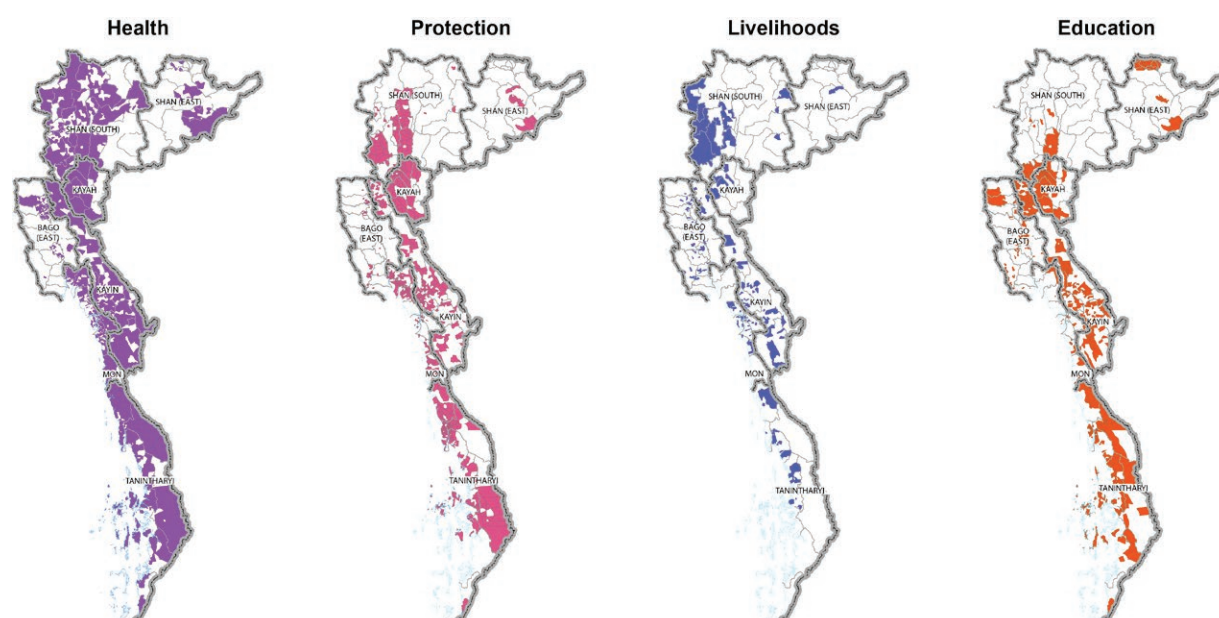 Health
Protection
Livelihoods
Education
SHAN (SOUTH)
SHAN (EAST)
KAYAH
BAGO
(EAST)
KAYIN
MON
TANINTHARYI
SHAN (SOUTH)
SHAN (EAST)
KAYAH
BAGO
(EAST)
KAYIN
MON
TANINTHARYI
SHAN (SOUTH)
SHAN (EAST)
KAYAH
BAGO
(EAST)
KAYIN
MON
TANINTHARYI
SHAN (SOUTH)
SHAN (EAST)
KAYAH
BAGO
(EAST)
KAYIN
MON
TANINTHARYI